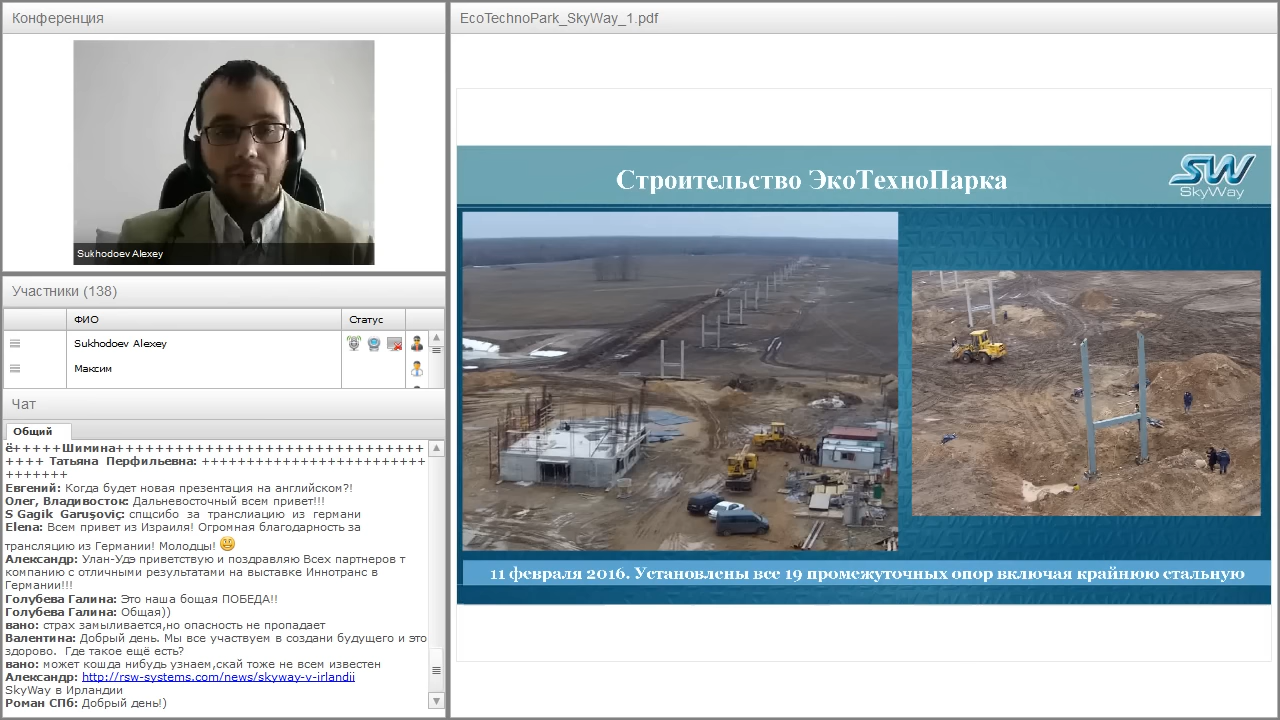 Конференция
Sukhodoev Alexey
Участники (138)
ФИО
Статус
Sukhodoev Alexey
Максим
Чат
Общий
ё+++++Шимина+++++++++++++++++++++++++++++++
++++ Татьяна Перфильевна: +++++++++++++++++++++++++
+++++++
Евгений: Когда будет новая презентация на английском?!
Олег, Владивосток: Дальневосточный всем привет!!!
S Gagik Garuşoviç: спщсибо за транслиацию из германи
Elena: Всем привет из Израиля! Огромная благодарность за
трансляцию из Германии! Молодцы!
Александр: Улан-Удэ приветствую и поздравляю Всех партнеров т
компанию с отличными результатами на выставке Иннотранс в
Германии!!!
Голубева Галина: Это наша бощая ПОБЕДА!!
Голубева Галина: Общая))
вано: страх замыливается,но опасность не пропадает
Валентина: Добрый день. Мы все участвуем в создани будущего и это
здорово. Где такое ещё есть?
вано: может кошда нибудь узнаем,скай тоже не всем известен
Александр: http://rsw-systems.com/news/skyway-v-irlandii
SkyWay в Ирландии
Роман СПб: Добрый день!)
EcoTechnoPark_SkyWay_1.pdf
Строительство ЭкоТехноПарка
SW
SkyWay
11 февраля 2016. Установлены все 19 промежуточных опор включая крайнюю стальную